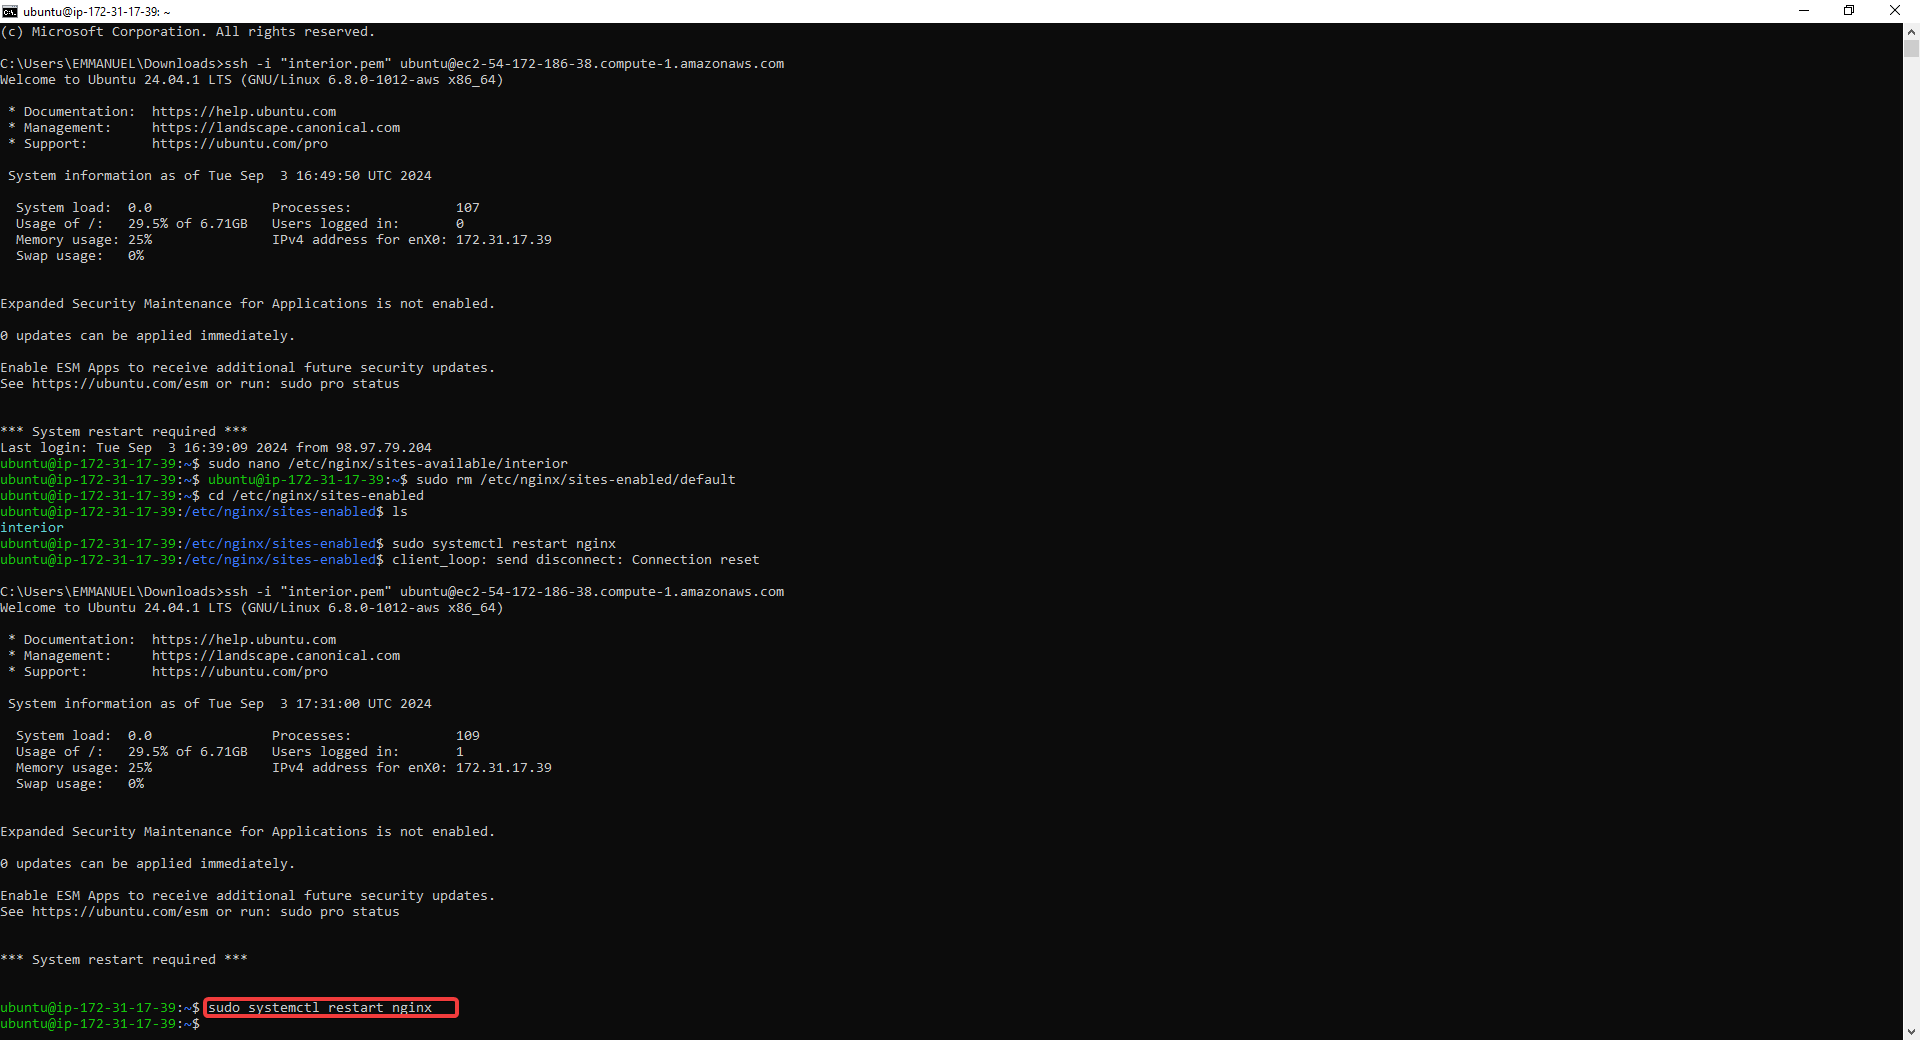 ubuntu@ip-172-31-17-39: ~
(c) Microsoft Corporation. All rights reserved.
C:\Users\EMMANUEL\Downloads>ssh -i "interior.pem" ubuntu@ec2-54-172-186-38.compute-1.amazonaws.com
Welcome to Ubuntu 24.04.1 LTS (GNU/Linux 6.8.0-1012-aws x86_64)
* Documentation:  https://help.ubuntu.com
* Management:     https://landscape.canonical.com
* Support:        https://ubuntu.com/pro
System information as of Tue Sep  3 16:49:50 UTC 2024
System load:  0.0               Processes:             107
Usage of /:   29.5% of 6.71GB   Users logged in:       0
Memory usage: 25%               IPv4 address for enX0: 172.31.17.39
Swap usage:   0%
Expanded Security Maintenance for Applications is not enabled.
0 updates can be applied immediately.
Enable ESM Apps to receive additional future security updates.
See https://ubuntu.com/esm or run: sudo pro status
*** System restart required ***
Last login: Tue Sep  3 16:39:09 2024 from 98.97.79.204
ubuntu@ip-172-31-17-39:~$ sudo nano /etc/nginx/sites-available/interior
ubuntu@ip-172-31-17-39:~$ ubuntu@ip-172-31-17-39:~$ sudo rm /etc/nginx/sites-enabled/default
ubuntu@ip-172-31-17-39:~$ cd /etc/nginx/sites-enabled
ubuntu@ip-172-31-17-39:/etc/nginx/sites-enabled$ ls
interior
ubuntu@ip-172-31-17-39:/etc/nginx/sites-enabled$ sudo systemctl restart nginx
ubuntu@ip-172-31-17-39:/etc/nginx/sites-enabled$ client_loop: send disconnect: Connection reset
C:\Users\EMMANUEL\Downloads>ssh -i "interior.pem" ubuntu@ec2-54-172-186-38.compute-1.amazonaws.com
Welcome to Ubuntu 24.04.1 LTS (GNU/Linux 6.8.0-1012-aws x86_64)
* Documentation:  https://help.ubuntu.com
* Management:     https://landscape.canonical.com
* Support:        https://ubuntu.com/pro
System information as of Tue Sep  3 17:31:00 UTC 2024
System load:  0.0               Processes:             109
Usage of /:   29.5% of 6.71GB   Users logged in:       1
Memory usage: 25%               IPv4 address for enX0: 172.31.17.39
Swap usage:   0%
Expanded Security Maintenance for Applications is not enabled.
0 updates can be applied immediately.
Enable ESM Apps to receive additional future security updates.
See https://ubuntu.com/esm or run: sudo pro status
*** System restart required ***
ubuntu@ip-172-31-17-39:~$ sudo systemctl restart nginx
ubuntu@ip-172-31-17-39:~$